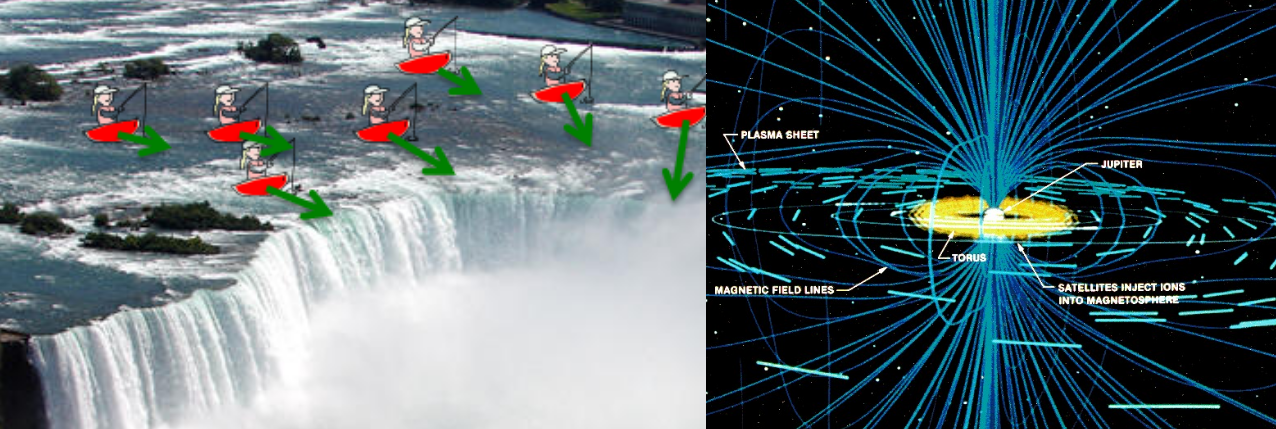 PLASMA SHEET
JUPITER
TORUS
MAGNETIC FIELD LINES
SATELLITES INJECT IONS
INTO MAGNETOSPHERE